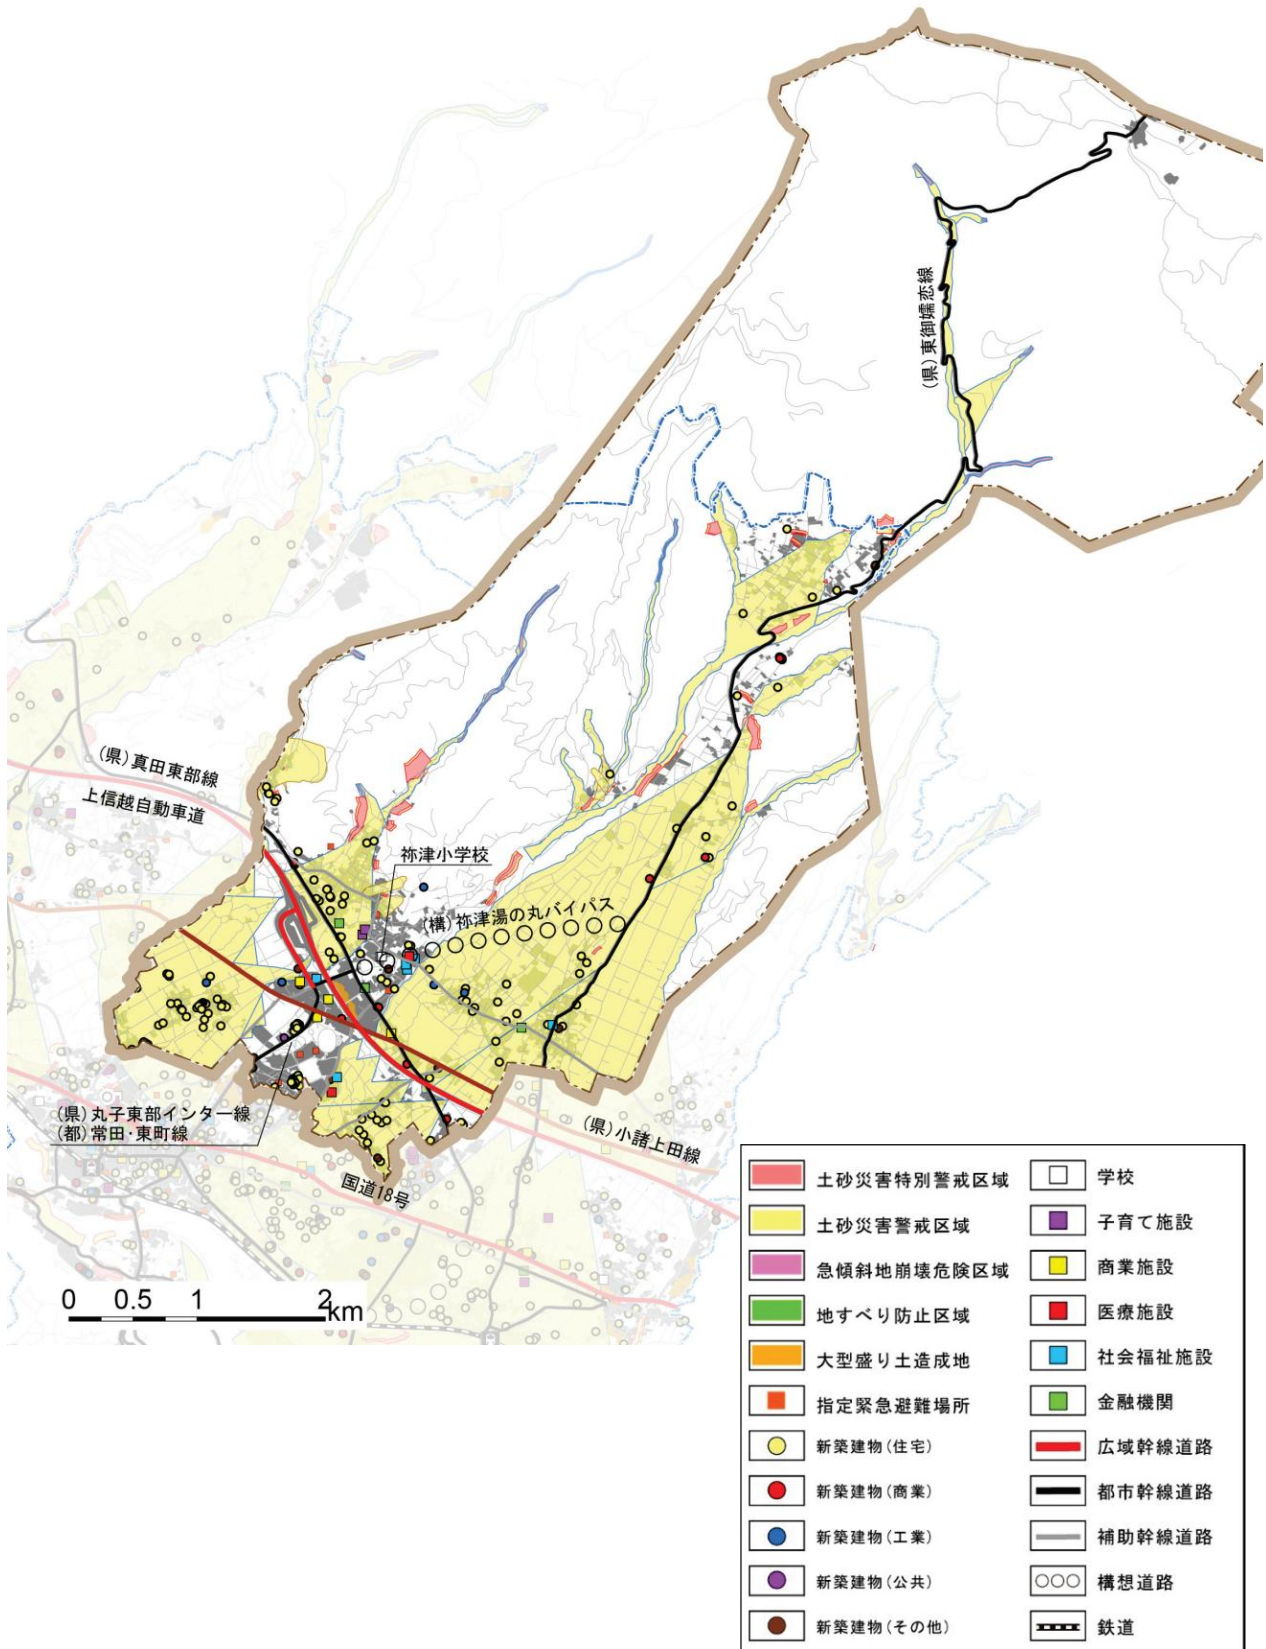 (県)東御嬬恋線
(県)真田東部線
上信越自動車道
祢津小学校
(構)祢津湯の丸バイパス
(県)丸子東部インター線
(都)常田・東町線
(県)小諸上田線
国道18号
0 0.5 1 2km
土砂災害特別警戒区域
土砂災害警戒区域
急傾斜地崩壊危険区域
地すべり防止区域
大型盛り土造成地
指定緊急避難場所
新築建物(住宅)
新築建物(商業)
新築建物(工業)
新築建物(公共)
新築建物(その他)
学校
子育て施設
商業施設
医療施設
社会福祉施設
金融機関
広域幹線道路
都市幹線道路
補助幹線道路
構想道路
鉄道